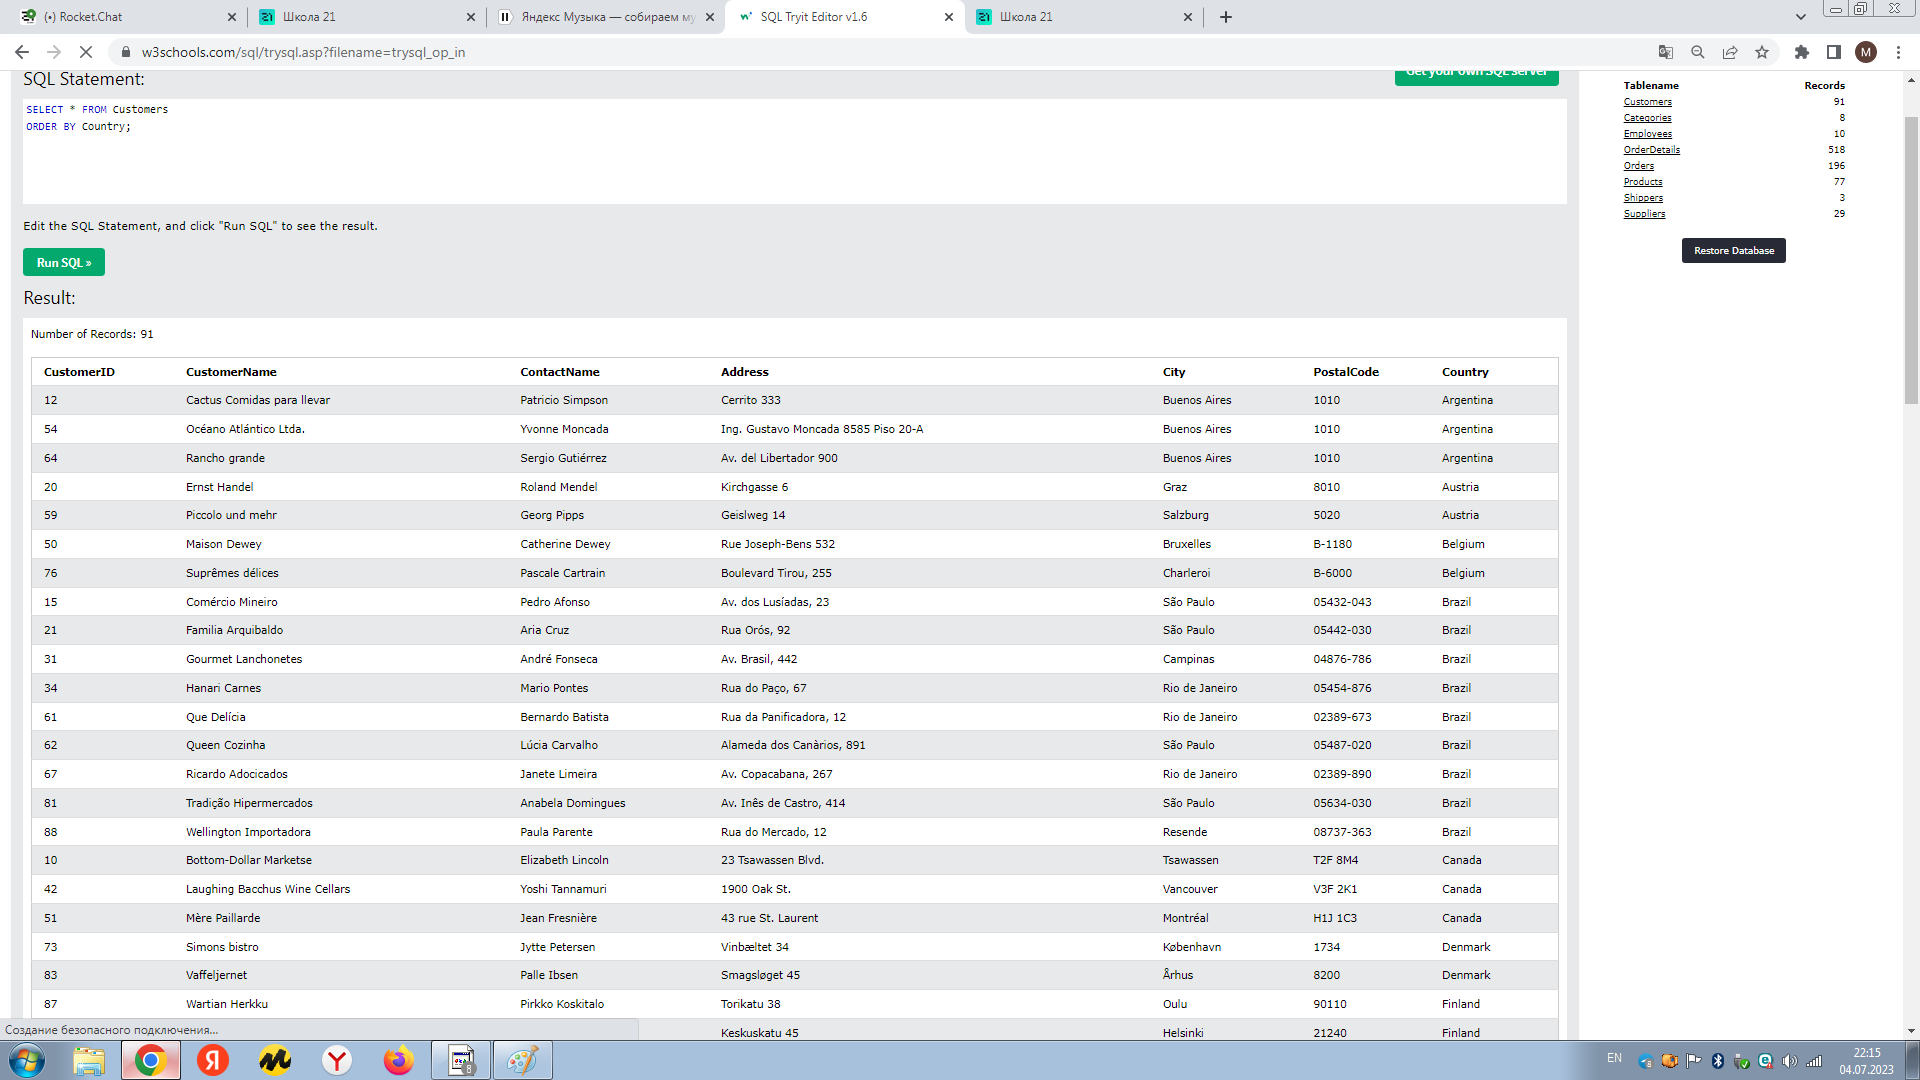 (•) Rocket.Chat
Школа 21
Яндекс Музыка — собираем му
SQL Tryit Editor v1.6
Школа 21
w3schools.com/sql/trysql.asp?filename=trysql_op_in
M
SQL Statement:
Get your own SQL server
SELECT * FROM Customers
ORDER BY Country;
Edit the SQL Statement, and click "Run SQL" to see the result.
Run SQL »
Result:
Number of Records: 91
CustomerID CustomerName ContactName Address City PostalCode Country
12 Cactus Comidas para llevar Patricio Simpson Cerrito 333 Buenos Aires 1010 Argentina
54 Océano Atlántico Ltda. Yvonne Moncada Ing. Gustavo Moncada 8585 Piso 20-A Buenos Aires 1010 Argentina
64 Rancho grande Sergio Gutiérrez Av. del Libertador 900 Buenos Aires 1010 Argentina
20 Ernst Handel Roland Mendel Kirchgasse 6 Graz 8010 Austria
59 Piccolo und mehr Georg Pipps Geislweg 14 Salzburg 5020 Austria
50 Maison Dewey Catherine Dewey Rue Joseph-Bens 532 Bruxelles B-1180 Belgium
76 Suprêmes délices Pascale Cartrain Boulevard Tirou, 255 Charleroi B-6000 Belgium
15 Comércio Mineiro Pedro Afonso Av. dos Lusíadas, 23 São Paulo 05432-043 Brazil
21 Familia Arquibaldo Aria Cruz Rua Orós, 92 São Paulo 05442-030 Brazil
31 Gourmet Lanchonetes André Fonseca Av. Brasil, 442 Campinas 04876-786 Brazil
34 Hanari Carnes Mario Pontes Rua do Paço, 67 Rio de Janeiro 05454-876 Brazil
61 Que Delícia Bernardo Batista Rua da Panificadora, 12 Rio de Janeiro 02389-673 Brazil
62 Queen Cozinha Lúcia Carvalho Alameda dos Canàrios, 891 São Paulo 05487-020 Brazil
67 Ricardo Adocicados Janete Limeira Av. Copacabana, 267 Rio de Janeiro 02389-890 Brazil
81 Tradição Hipermercados Anabela Domingues Av. Inês de Castro, 414 São Paulo 05634-030 Brazil
88 Wellington Importadora Paula Parente Rua do Mercado, 12 Resende 08737-363 Brazil
10 Bottom-Dollar Marketse Elizabeth Lincoln 23 Tsawassen Blvd. Tsawassen T2F 8M4 Canada
42 Laughing Bacchus Wine Cellars Yoshi Tannamuri 1900 Oak St. Vancouver V3F 2K1 Canada
51 Mère Paillarde Jean Fresnière 43 rue St. Laurent Montréal H1J 1C3 Canada
73 Simons bistro Jytte Petersen Vinbæltet 34 København 1734 Denmark
83 Vaffeljernet Palle Ibsen Smagsløget 45 Århus 8200 Denmark
87 Wartian Herkku Pirkko Koskitalo Torikatu 38 Oulu 90110 Finland
Keskuskatu 45 Helsinki 21240 Finland
Tablename Records
Customers 91
Categories 8
Employees 10
OrderDetails 518
Orders 196
Products 77
Shippers 3
Suppliers 29
Restore Database
Создание безопасного подключения...
EN
22:15
04.07.2023